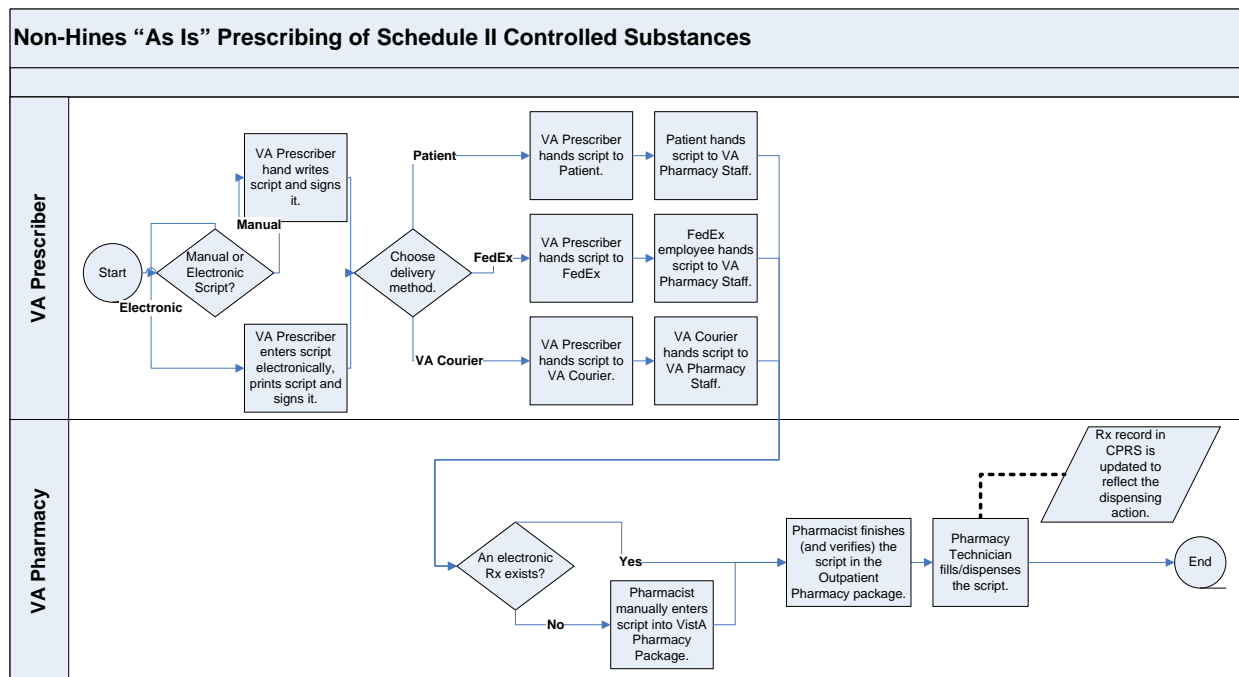 Non-Hines “As Is” Prescribing of Schedule II Controlled Substances
VA Prescriber
Start
Manual or
Electronic
Script?
Manual
Electronic
VA Prescriber
hand writes
script and signs
it.
VA Prescriber
enters script
electronically,
prints script and
signs it.
Choose
delivery
method.
Patient
FedEx
VA Courier
VA Prescriber
hands script to
Patient.
Patient hands
script to VA
Pharmacy Staff.
VA Prescriber
hands script to
FedEx
FedEx
employee hands
script to VA
Pharmacy Staff.
VA Prescriber
hands script to
VA Courier.
VA Courier
hands script to
VA Pharmacy
Staff.
VA Pharmacy
An electronic
Rx exists?
Yes
No
Pharmacist
manually enters
script into VistA
Pharmacy
Package.
Pharmacist finishes
(and verifies) the
script in the
Outpatient
Pharmacy package.
Pharmacy
Technician
fills/dispenses
the script.
Rx record in
CPRS is
updated to
reflect the
dispensing
action.
End